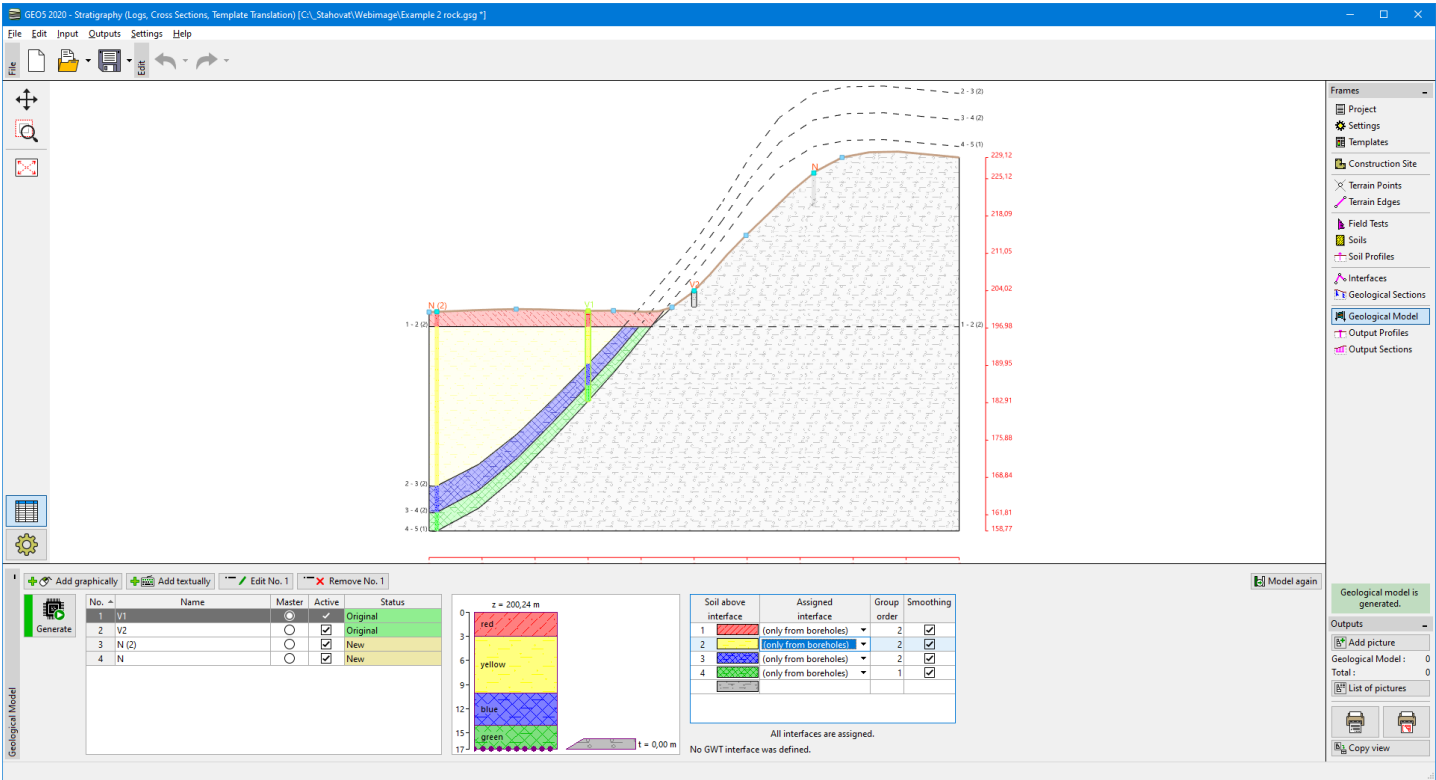 GEO5 2020 - Stratigraphy (Logs, Cross Sections, Template Translation) [C:\_Stahovat\Webimage\Example 2 rock.gsg *]
File Edit Input Outputs Settings Help
File
Edit
2 - 3 (2)
3 - 4 (2)
4 - 5 (1)
229,12
225,12
218,09
211,05
204,02
196,98
189,95
182,91
175,88
168,84
161,81
158,77
N
V2
N (2)
V1
1 - 2 (2)
1 - 2 (2)
2 - 3 (2)
3 - 4 (2)
4 - 5 (1)
Frames
Project
Settings
Templates
Construction Site
Terrain Points
Terrain Edges
Field Tests
Soils
Soil Profiles
Interfaces
Geological Sections
Geological Model
Output Profiles
Output Sections
Add graphically Add textually Edit No. 1 Remove No. 1
Model again
Generate
No. Name Master Active Status
1 V1 Original
2 V2 Original
3 N (2) New
4 N New
z = 200,24 m
0
3
6
9
12
15
17
red
yellow
blue
green
t = 0,00 m
Soil above interface Assigned interface Group order Smoothing
1 (only from boreholes) 2
2 (only from boreholes) 2
3 (only from boreholes) 2
4 (only from boreholes) 1
All interfaces are assigned.
No GWT interface was defined.
Geological Model
Geological model is
generated.
Outputs
Add picture
Geological Model : 0
Total : 0
List of pictures
Copy view